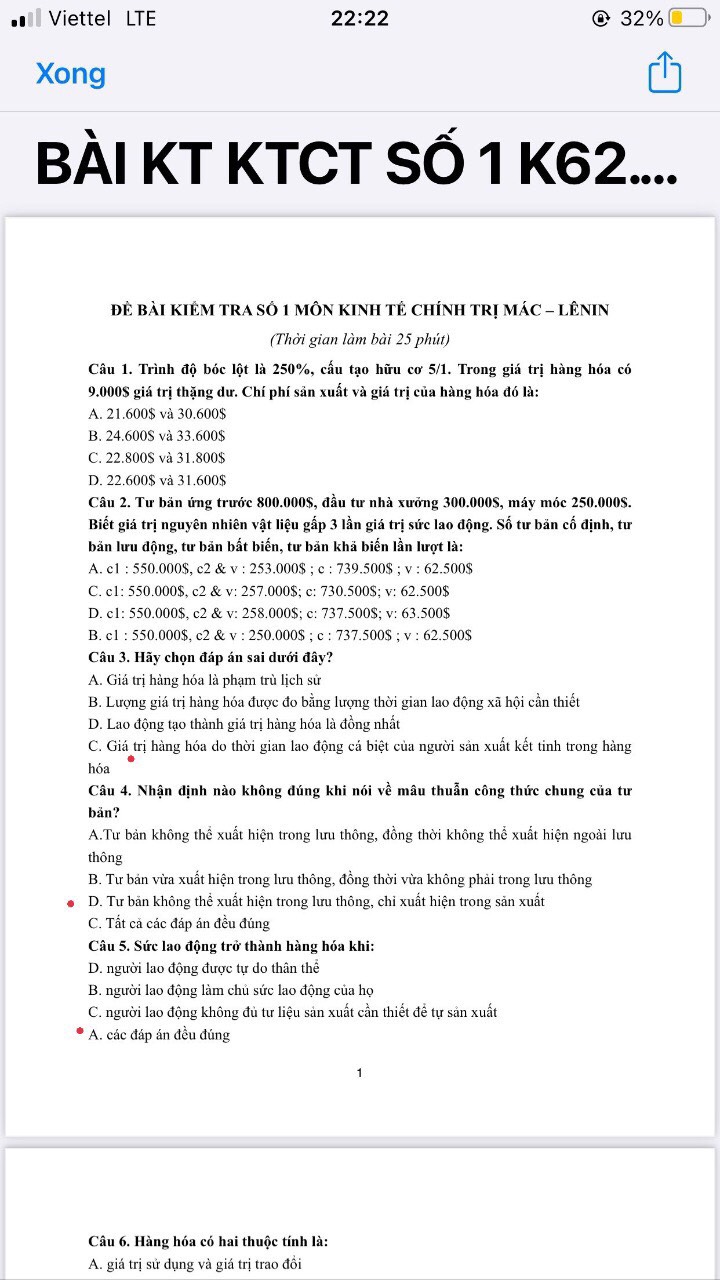 Viettel LTE 22:22 32%
Xong
BÀI KT KTCT SỐ 1 K62....
ĐỀ BÀI KIỂM TRA SỐ 1 MÔN KINH TẾ CHÍNH TRỊ MÁC – LÊNIN
(Thời gian làm bài 25 phút)
Câu 1. Trình độ bóc lột là 250%, cấu tạo hữu cơ 5/1. Trong giá trị hàng hóa có
9.000$ giá trị thặng dư. Chí phí sản xuất và giá trị của hàng hóa đó là:
A. 21.600$ và 30.600$
B. 24.600$ và 33.600$
C. 22.800$ và 31.800$
D. 22.600$ và 31.600$
Câu 2. Tư bản ứng trước 800.000$, đầu tư nhà xưởng 300.000$, máy móc 250.000$.
Biết giá trị nguyên nhiên vật liệu gấp 3 lần giá trị sức lao động. Số tư bản cố định, tư
bản lưu động, tư bản bất biến, tư bản khả biến lần lượt là:
A. c1 : 550.000$, c2 & v : 253.000$ ; c : 739.500$ ; v : 62.500$
C. c1: 550.000$, c2 & v: 257.000$; c: 730.500$; v: 62.500$
D. c1: 550.000$, c2 & v: 258.000$; c: 737.500$; v: 63.500$
B. c1 : 550.000$, c2 & v : 250.000$ ; c : 737.500$ ; v : 62.500$
Câu 3. Hãy chọn đáp án sai dưới đây?
A. Giá trị hàng hóa là phạm trù lịch sử
B. Lượng giá trị hàng hóa được đo bằng lượng thời gian lao động xã hội cần thiết
D. Lao động tạo thành giá trị hàng hóa là đồng nhất
C. Giá trị hàng hóa do thời gian lao động cá biệt của người sản xuất kết tinh trong hàng
hóa
Câu 4. Nhận định nào không đúng khi nói về mâu thuẫn công thức chung của tư
bản?
A.Tư bản không thể xuất hiện trong lưu thông, đồng thời không thể xuất hiện ngoài lưu
thông
B. Tư bản vừa xuất hiện trong lưu thông, đồng thời vừa không phải trong lưu thông
D. Tư bản không thể xuất hiện trong lưu thông, chỉ xuất hiện trong sản xuất
C. Tất cả các đáp án đều đúng
Câu 5. Sức lao động trở thành hàng hóa khi:
D. người lao động được tự do thân thể
B. người lao động làm chủ sức lao động của họ
C. người lao động không đủ tư liệu sản xuất cần thiết để tự sản xuất
A. các đáp án đều đúng
1
Câu 6. Hàng hóa có hai thuộc tính là:
A. giá trị sử dụng và giá trị trao đổi